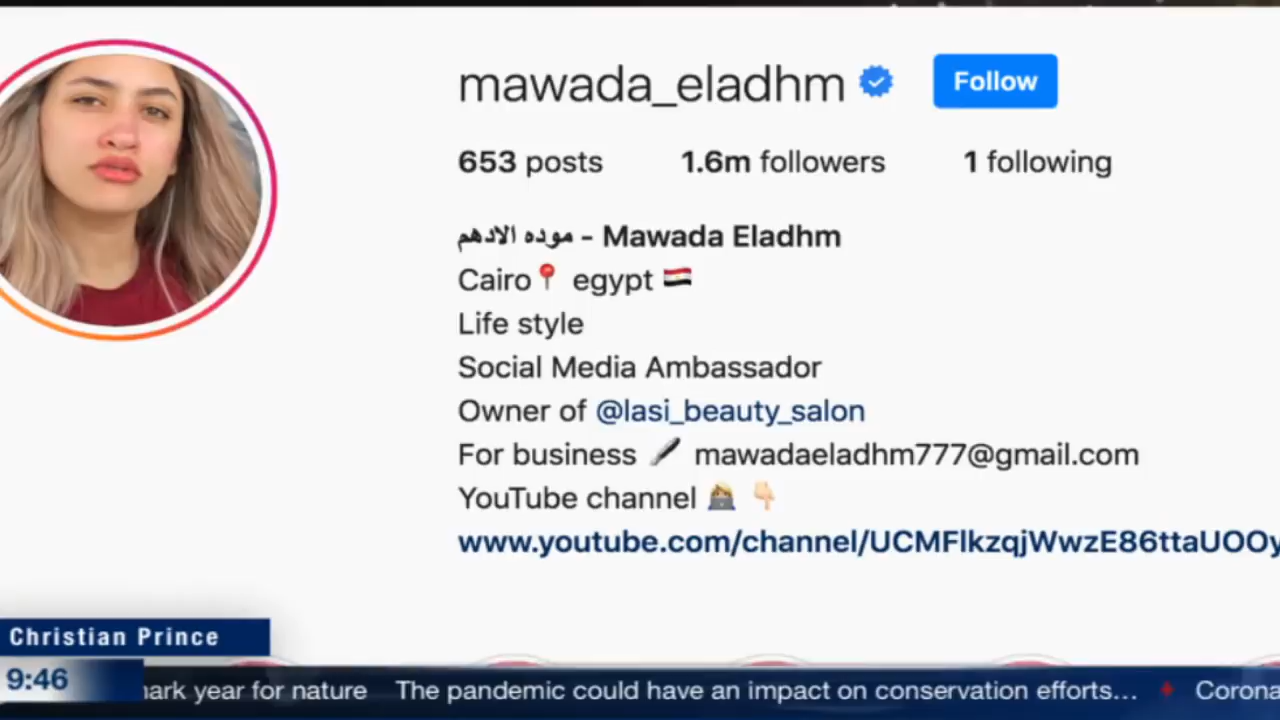 mawada_eladhm Follow
653 posts 1.6m followers 1 following
موده الادهم - Mawada Eladhm
Cairo📍 egypt 🇪🇬
Life style
Social Media Ambassador
Owner of @lasi_beauty_salon
For business 🖋️ mawadaeladhm777@gmail.com
YouTube channel 👩🏼‍💻 👇🏻
www.youtube.com/channel/UCMFlkzqjWwzE86ttaUOOy
Christian Prince
9:46 year for nature The pandemic could have an impact on conservation efforts... Corona